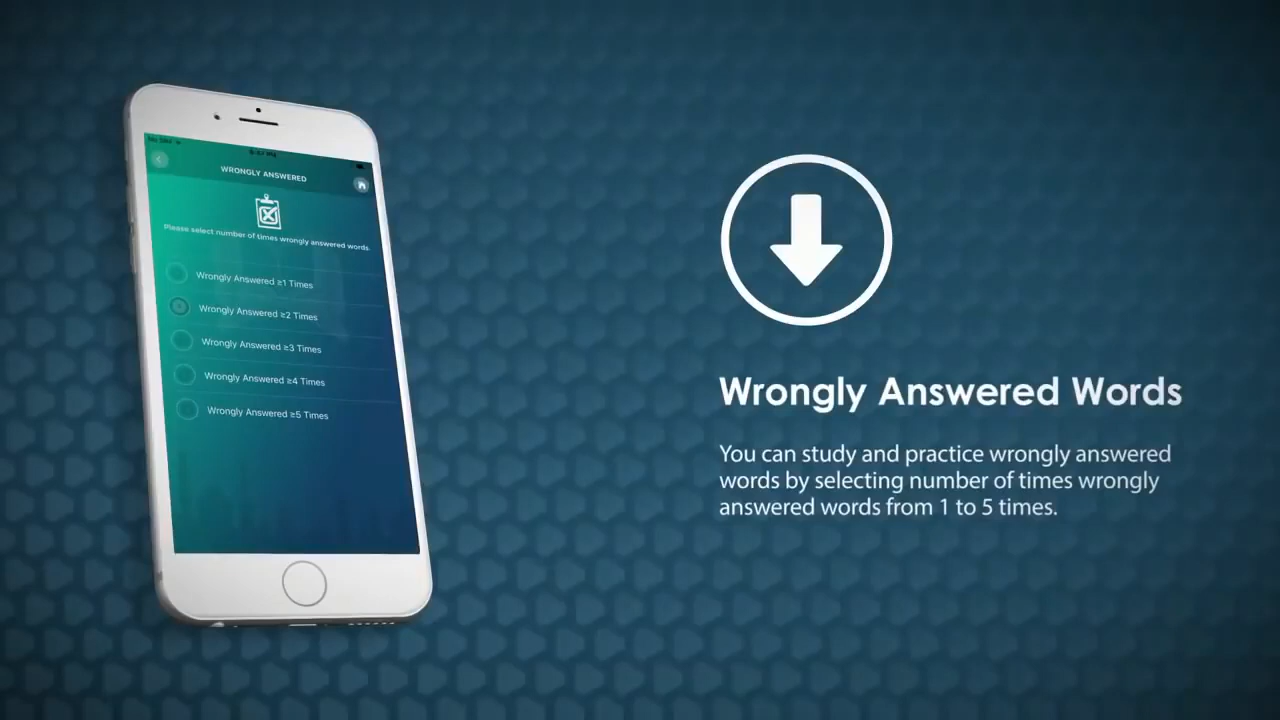 WRONGLY ANSWERED
Please select number of times wrongly answered words.
Wrongly Answered ≥1 Times
Wrongly Answered ≥2 Times
Wrongly Answered ≥3 Times
Wrongly Answered ≥4 Times
Wrongly Answered ≥5 Times
Wrongly Answered Words
You can study and practice wrongly answered
words by selecting number of times wrongly
answered words from 1 to 5 times.